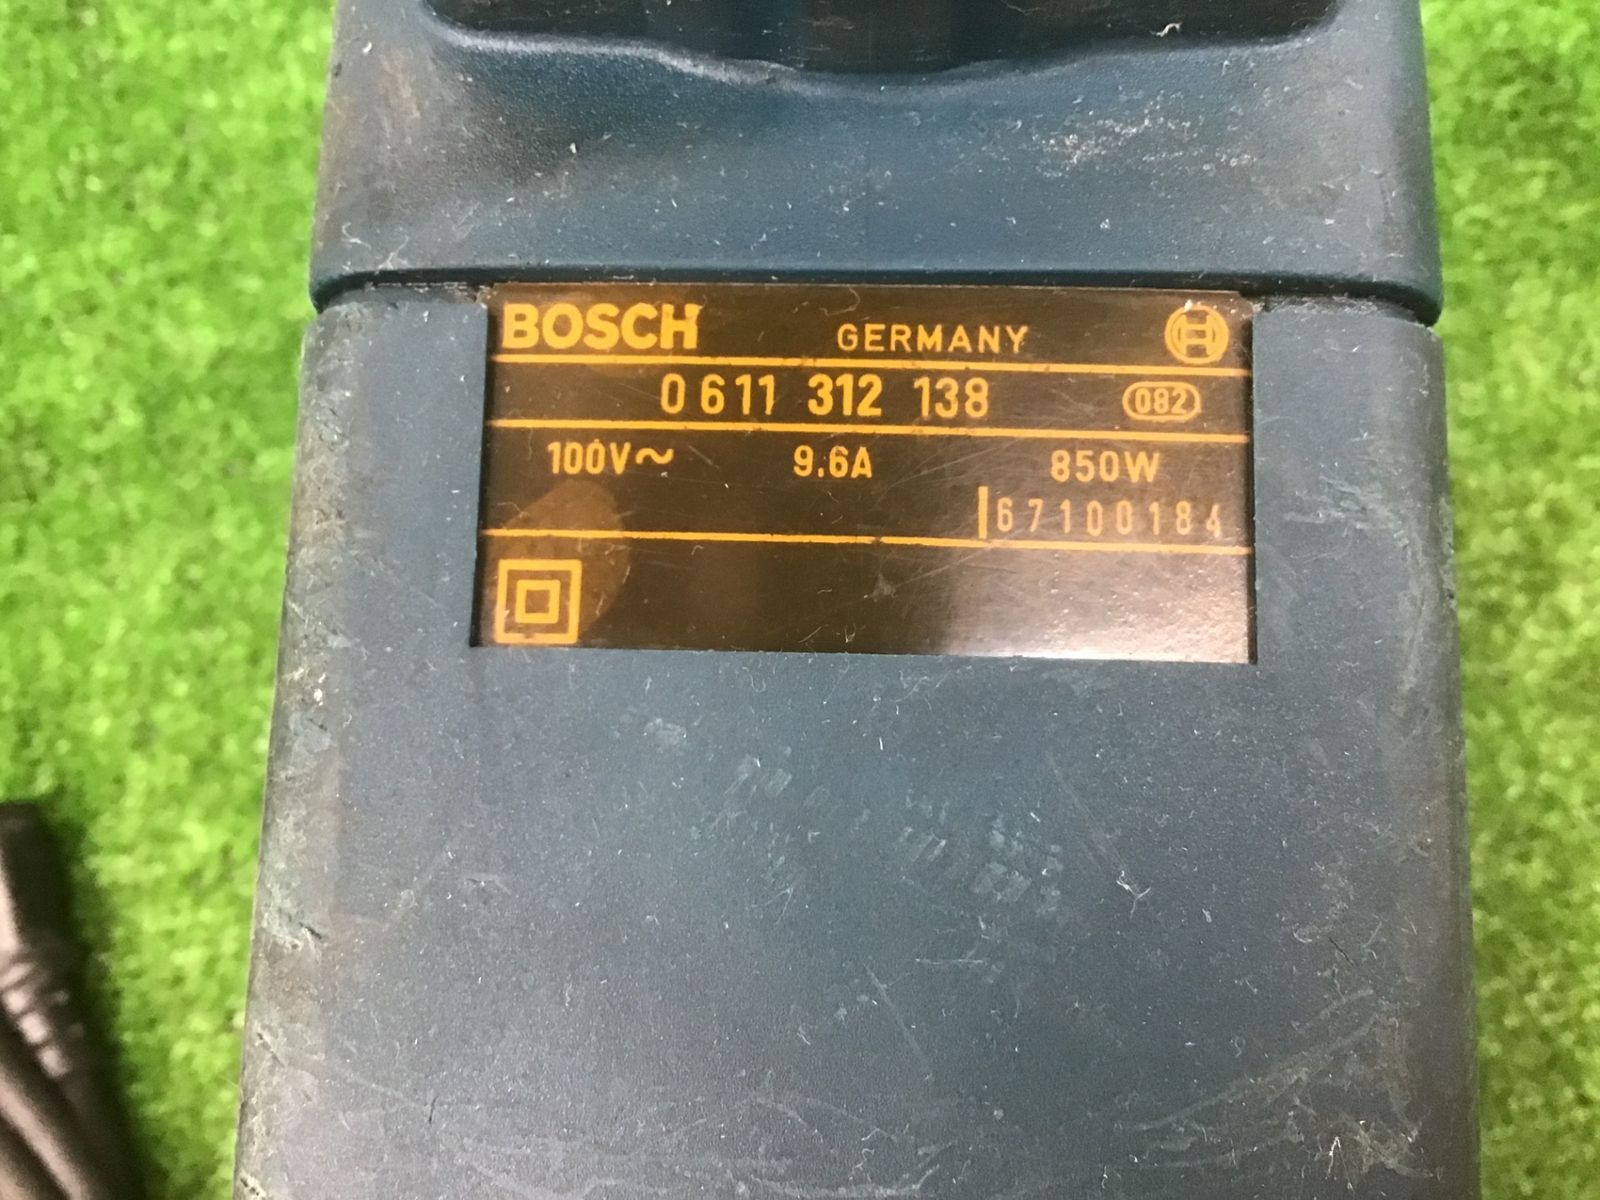 BOSCH GERMANY
0 611 312 138 082
100V~ 9.6A 850W
67100184